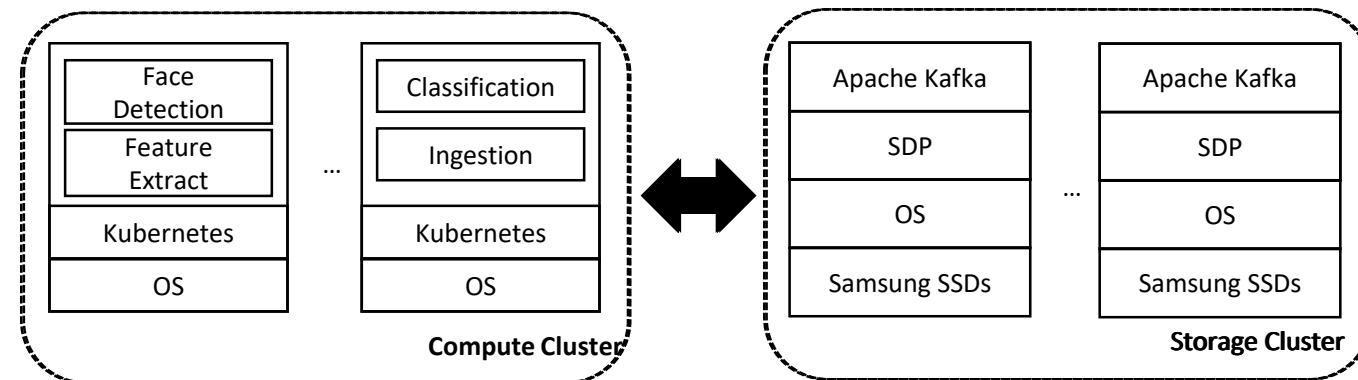 Face
Detection
Feature
Extract
Kubernetes
OS
...
Classification
Ingestion
Kubernetes
OS
Compute Cluster
Apache Kafka
SDP
OS
Samsung SSDs
...
Apache Kafka
SDP
OS
Samsung SSDs
Storage Cluster